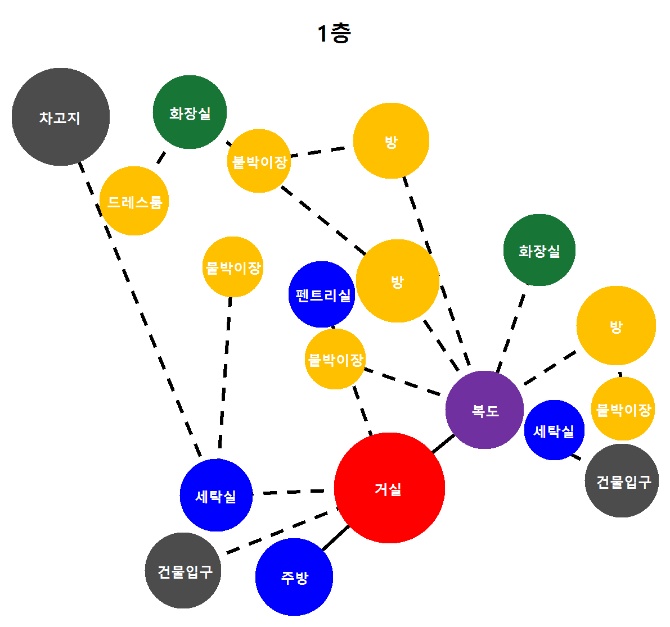 1층
차고지
화장실
붙박이장
방
드레스룸
화장실
붙박이장
펜트리실
방
방
붙박이장
복도
붙박이장
세탁실
거실
건물입구
세탁실
건물입구
주방